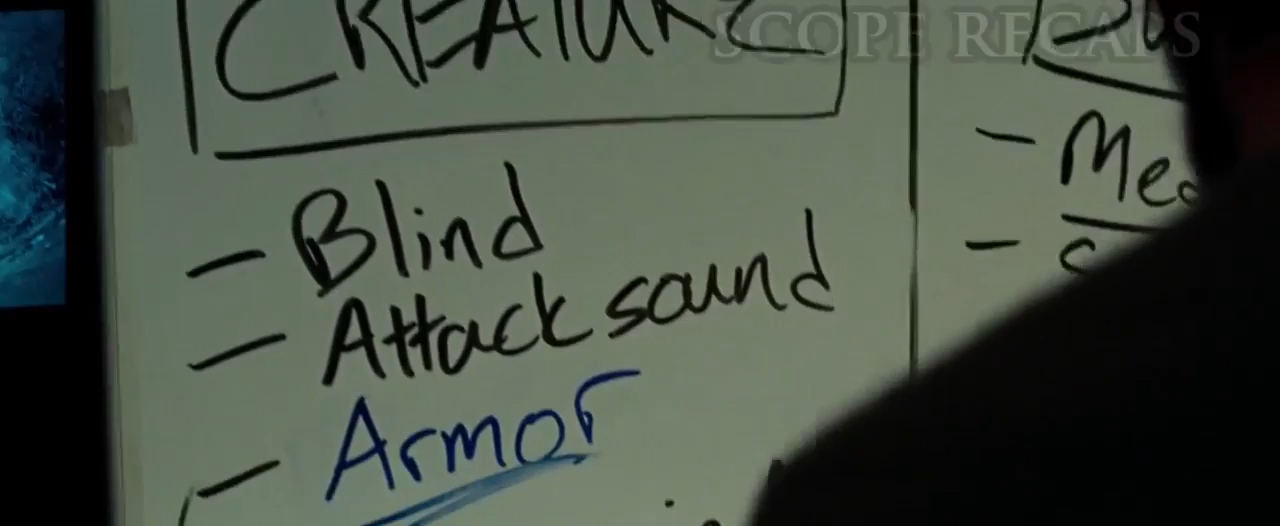 CREATURE
SCOPE RECAPS
- Blind
- Attack sound
- Armor